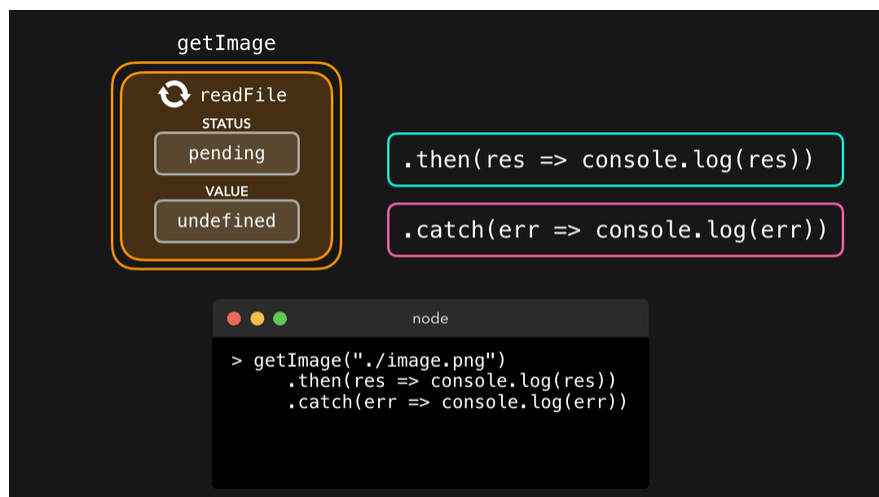 getImage
readFile
STATUS
pending
VALUE
undefined
.then(res => console.log(res))
.catch(err => console.log(err))
node
> getImage("./image.png")
.then(res => console.log(res))
.catch(err => console.log(err))